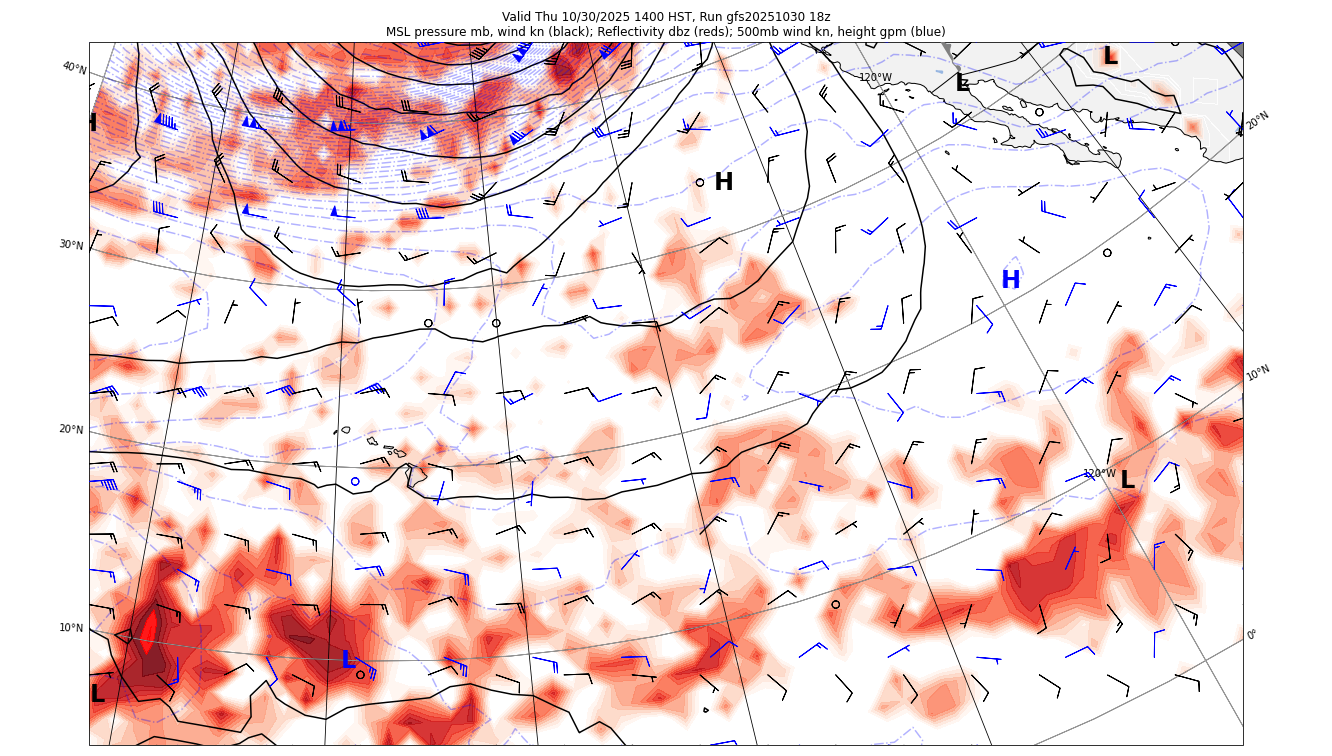 Valid Thu 10/30/2025 1400 HST, Run gfs20251030 18z
MSL pressure mb, wind kn (black); Reflectivity dbz (reds); 500mb wind kn, height gpm (blue)
L
40°N
120°W
L
H
20°N
H
30°N
H
10°N
20°N
120°W
L
10°N
0°
L
L